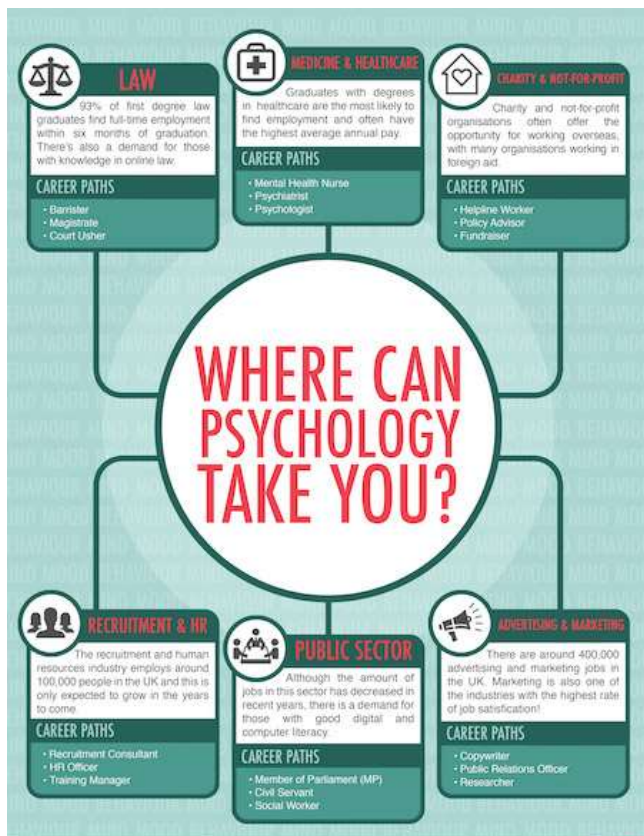 LAW
93% of first degree law
graduates find full-time employment
within six months of graduation.
There's also a demand for those
with knowledge in online law.
CAREER PATHS
• Barrister
• Magistrate
• Court Usher
MEDICINE & HEALTHCARE
Graduates with degrees
in healthcare are the most likely to
find employment and often have
the highest average annual pay.
CAREER PATHS
• Mental Health Nurse
• Psychiatrist
• Psychologist
CHARITY & NOT-FOR-PROFIT
Charity and not-for-profit
organisations often offer the
opportunity for working overseas,
with many organisations working in
foreign aid.
CAREER PATHS
• Helpline Worker
• Policy Advisor
• Fundraiser
WHERE CAN
PSYCHOLOGY
TAKE YOU?
RECRUITMENT & HR
The recruitment and human
resources industry employs around
100,000 people in the UK and this is
only expected to grow in the years
to come
CAREER PATHS
• Recruitment Consultant
• HR Officer
• Training Manager
PUBLIC SECTOR
Although the amount of
jobs in this sector has decreased in
recent years, there is a demand for
those with good digital and
computer literacy.
CAREER PATHS
• Member of Parliament (MP)
• Civil Servant
• Social Worker
ADVERTISING & MARKETING
There are around 400,000
advertising and marketing jobs in
the UK. Marketing is also one of
the industries with the highest rate
of job satisfication!
CAREER PATHS
• Copywriter
• Public Relations Officer
• Researcher